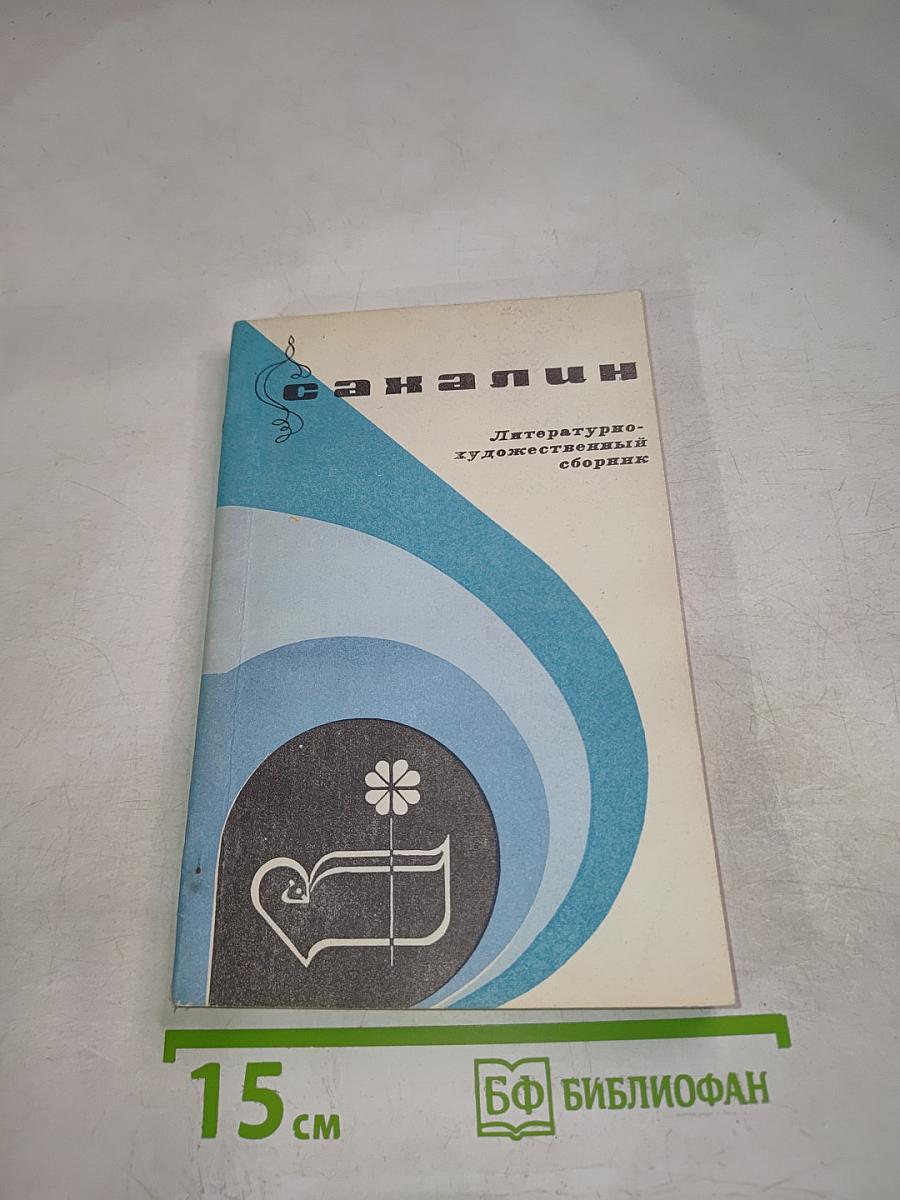 сахалин
Литературно-
художественный
сборник
15 см
БФ БИБЛИОФАН